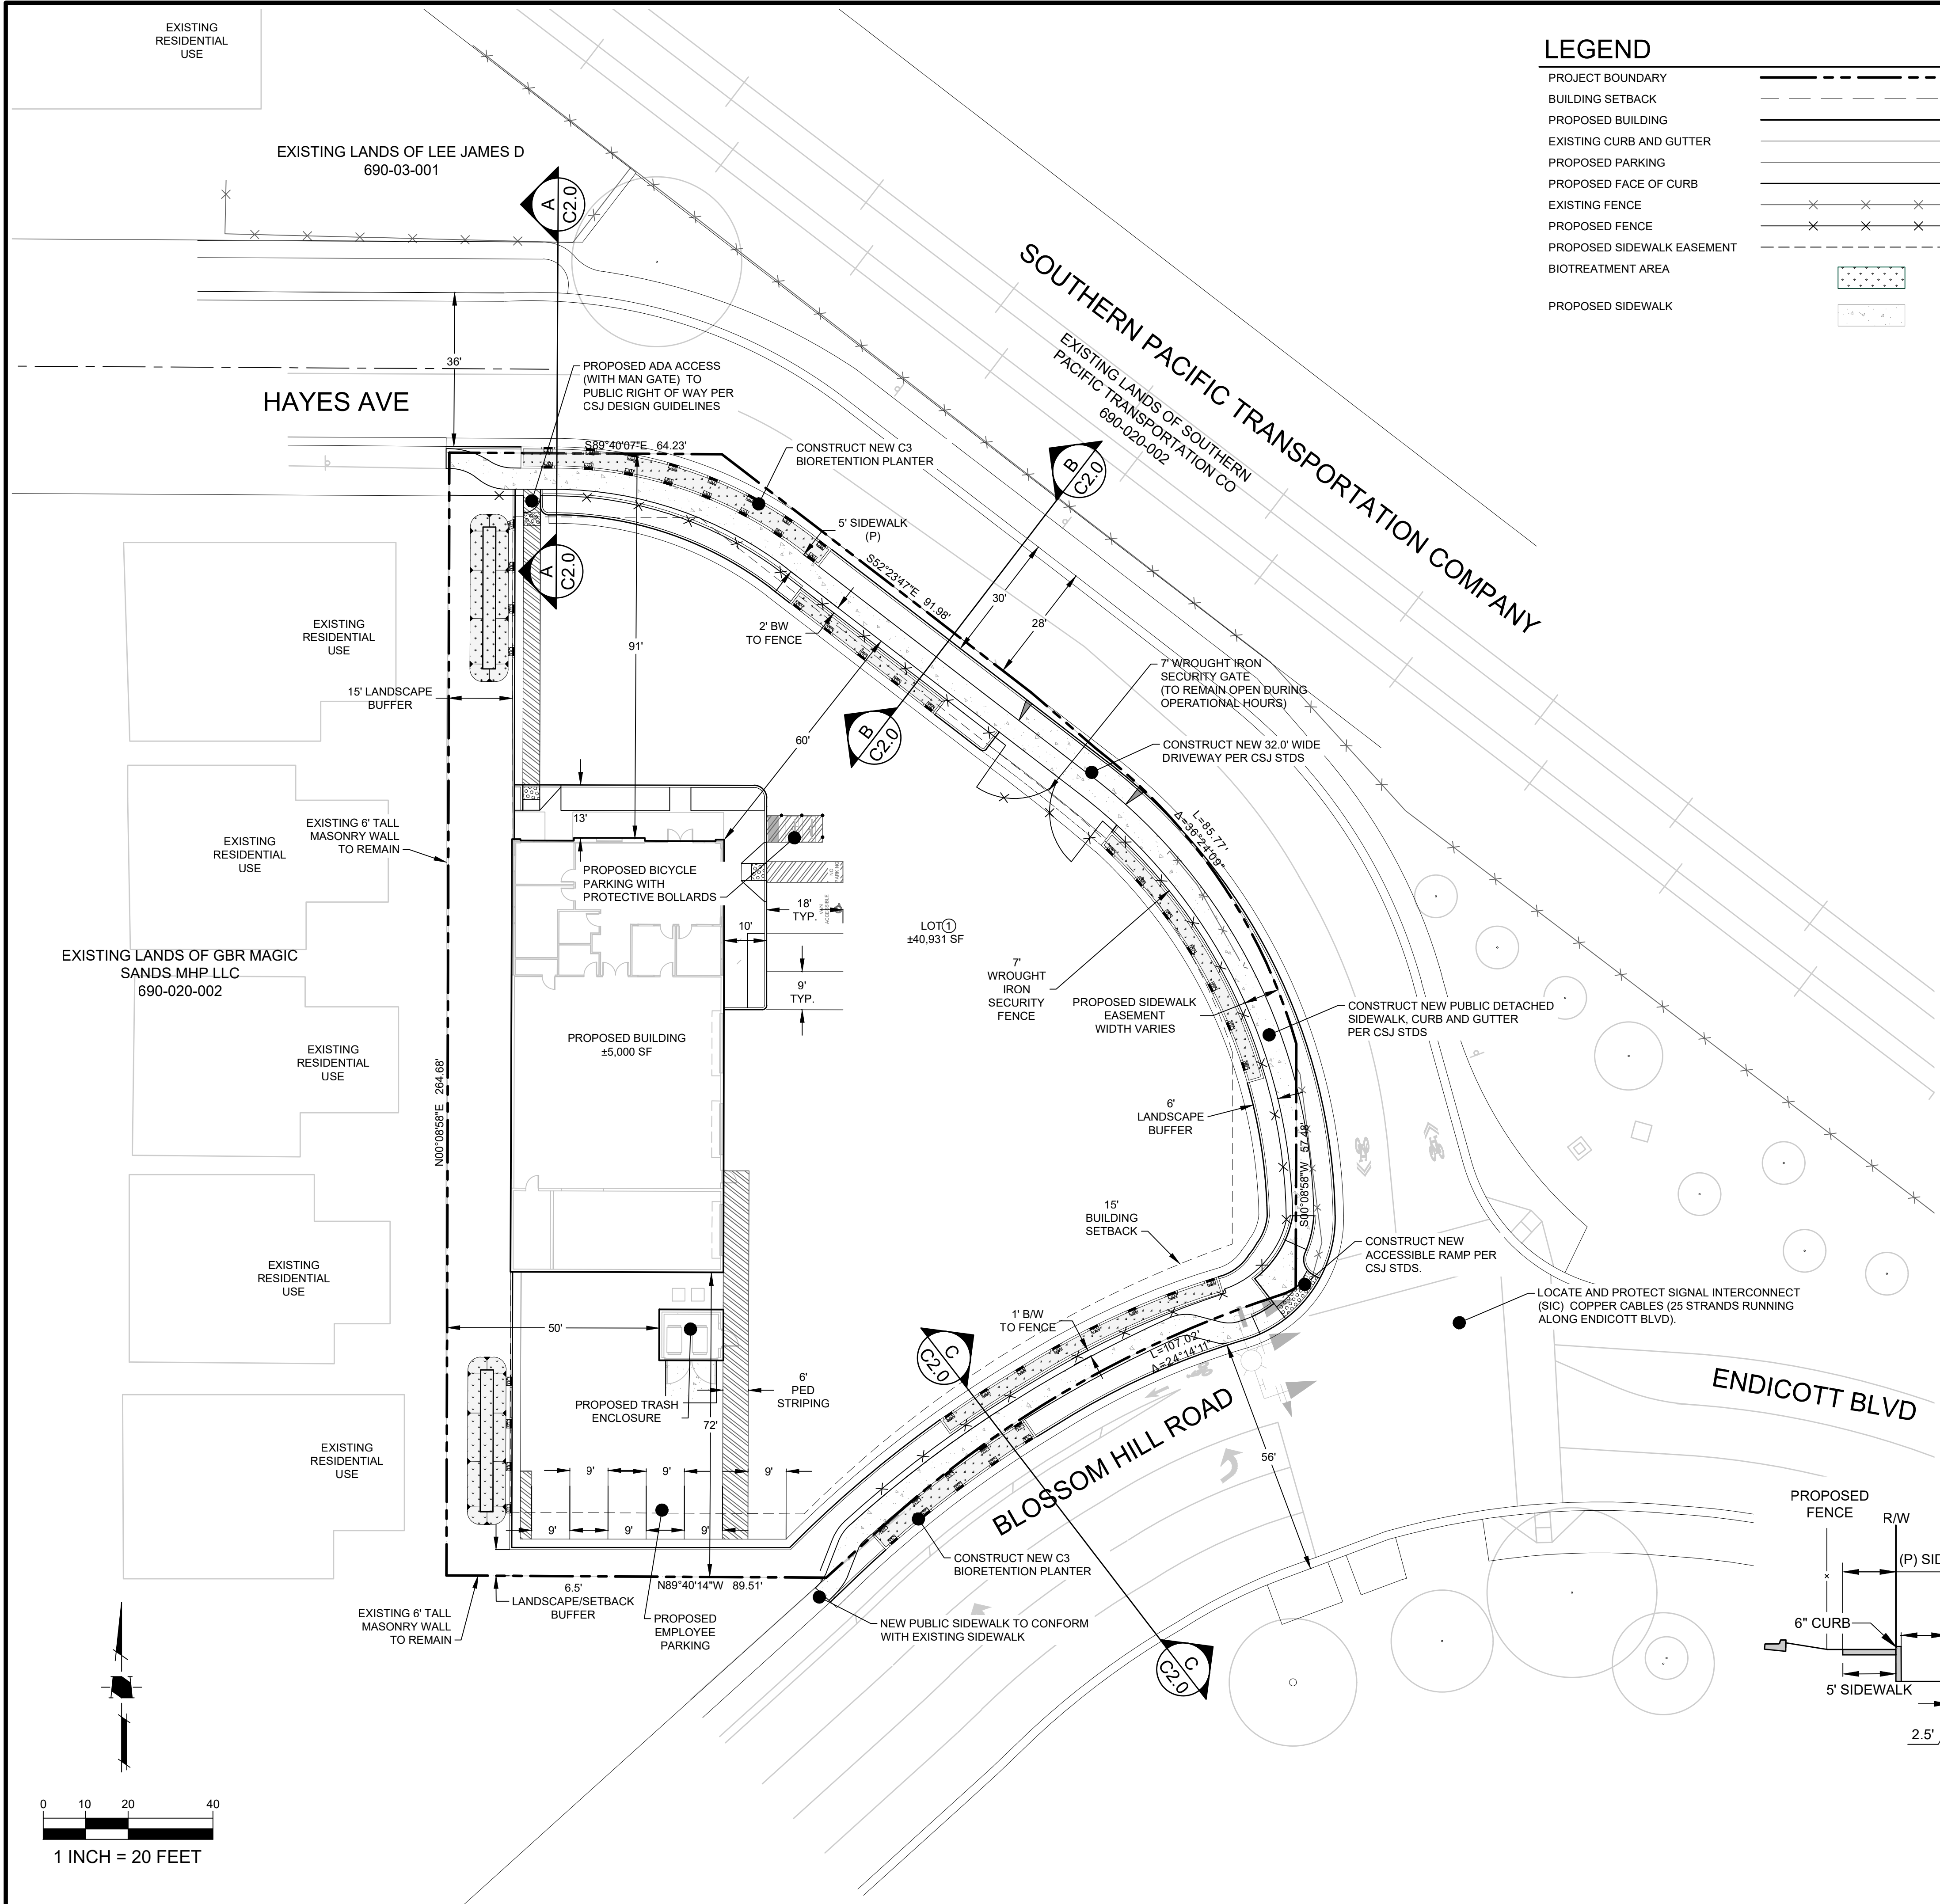 EXISTING
RESIDENTIAL
USE
LEGEND
PROJECT BOUNDARY
BUILDING SETBACK
PROPOSED BUILDING
EXISTING CURB AND GUTTER
PROPOSED PARKING
PROPOSED FACE OF CURB
EXISTING FENCE
PROPOSED FENCE
PROPOSED SIDEWALK EASEMENT
BIOTREATMENT AREA
PROPOSED SIDEWALK
EXISTING LANDS OF LEE JAMES D
690-03-001
A
C2.0
SOUTHERN PACIFIC TRANSPORTATION COMPANY
EXISTING LANDS OF SOUTHERN
PACIFIC TRANSPORTATION CO
690-020-002
36'
HAYES AVE
PROPOSED ADA ACCESS
(WITH MAN GATE) TO
PUBLIC RIGHT OF WAY PER
CSJ DESIGN GUIDELINES
S89°40'07"E 64.23'
CONSTRUCT NEW C3
BIORETENTION PLANTER
B
C2.0
5' SIDEWALK
(P)
S52°23'47"E 91.98'
A
C2.0
30'
28'
2' BW
TO FENCE
91'
EXISTING
RESIDENTIAL
USE
15' LANDSCAPE
BUFFER
7' WROUGHT IRON
SECURITY GATE
(TO REMAIN OPEN DURING
OPERATIONAL HOURS)
B
C2.0
60'
CONSTRUCT NEW 32.0' WIDE
DRIVEWAY PER CSJ STDS
L=85.77'
Δ=36°24'09"
13'
EXISTING 6' TALL
MASONRY WALL
TO REMAIN
EXISTING
RESIDENTIAL
USE
PROPOSED BICYCLE
PARKING WITH
PROTECTIVE BOLLARDS
NO
PARKING
VAN
ACCESSIBLE
18'
TYP.
10'
LOT 1
±40,931 SF
EXISTING LANDS OF GBR MAGIC
SANDS MHP LLC
690-020-002
9'
TYP.
7'
WROUGHT
IRON
SECURITY
FENCE
PROPOSED SIDEWALK
EASEMENT
WIDTH VARIES
CONSTRUCT NEW PUBLIC DETACHED
SIDEWALK, CURB AND GUTTER
PER CSJ STDS
PROPOSED BUILDING
±5,000 SF
EXISTING
RESIDENTIAL
USE
N00°08'58"E 264.68'
6'
LANDSCAPE
BUFFER
S00°08'58"W 57.48'
15'
BUILDING
SETBACK
CONSTRUCT NEW
ACCESSIBLE RAMP PER
CSJ STDS.
EXISTING
RESIDENTIAL
USE
LOCATE AND PROTECT SIGNAL INTERCONNECT
(SIC) COPPER CABLES (25 STRANDS RUNNING
ALONG ENDICOTT BLVD).
50'
1' B/W
TO FENCE
L=107.02'
Δ=24°14'11"
C
C2.0
6'
PED
STRIPING
PROPOSED TRASH
ENCLOSURE
72'
ENDICOTT BLVD
BLOSSOM HILL ROAD
56'
EXISTING
RESIDENTIAL
USE
9'
9'
9'
9'
9'
9'
PROPOSED
FENCE
R/W
(P) SID
6" CURB
5' SIDEWALK
2.5'
CONSTRUCT NEW C3
BIORETENTION PLANTER
6.5'
LANDSCAPE/SETBACK
BUFFER
N89°40'14"W 89.51'
EXISTING 6' TALL
MASONRY WALL
TO REMAIN
PROPOSED
EMPLOYEE
PARKING
NEW PUBLIC SIDEWALK TO CONFORM
WITH EXISTING SIDEWALK
C
C2.0
N
0 10 20 40
1 INCH = 20 FEET